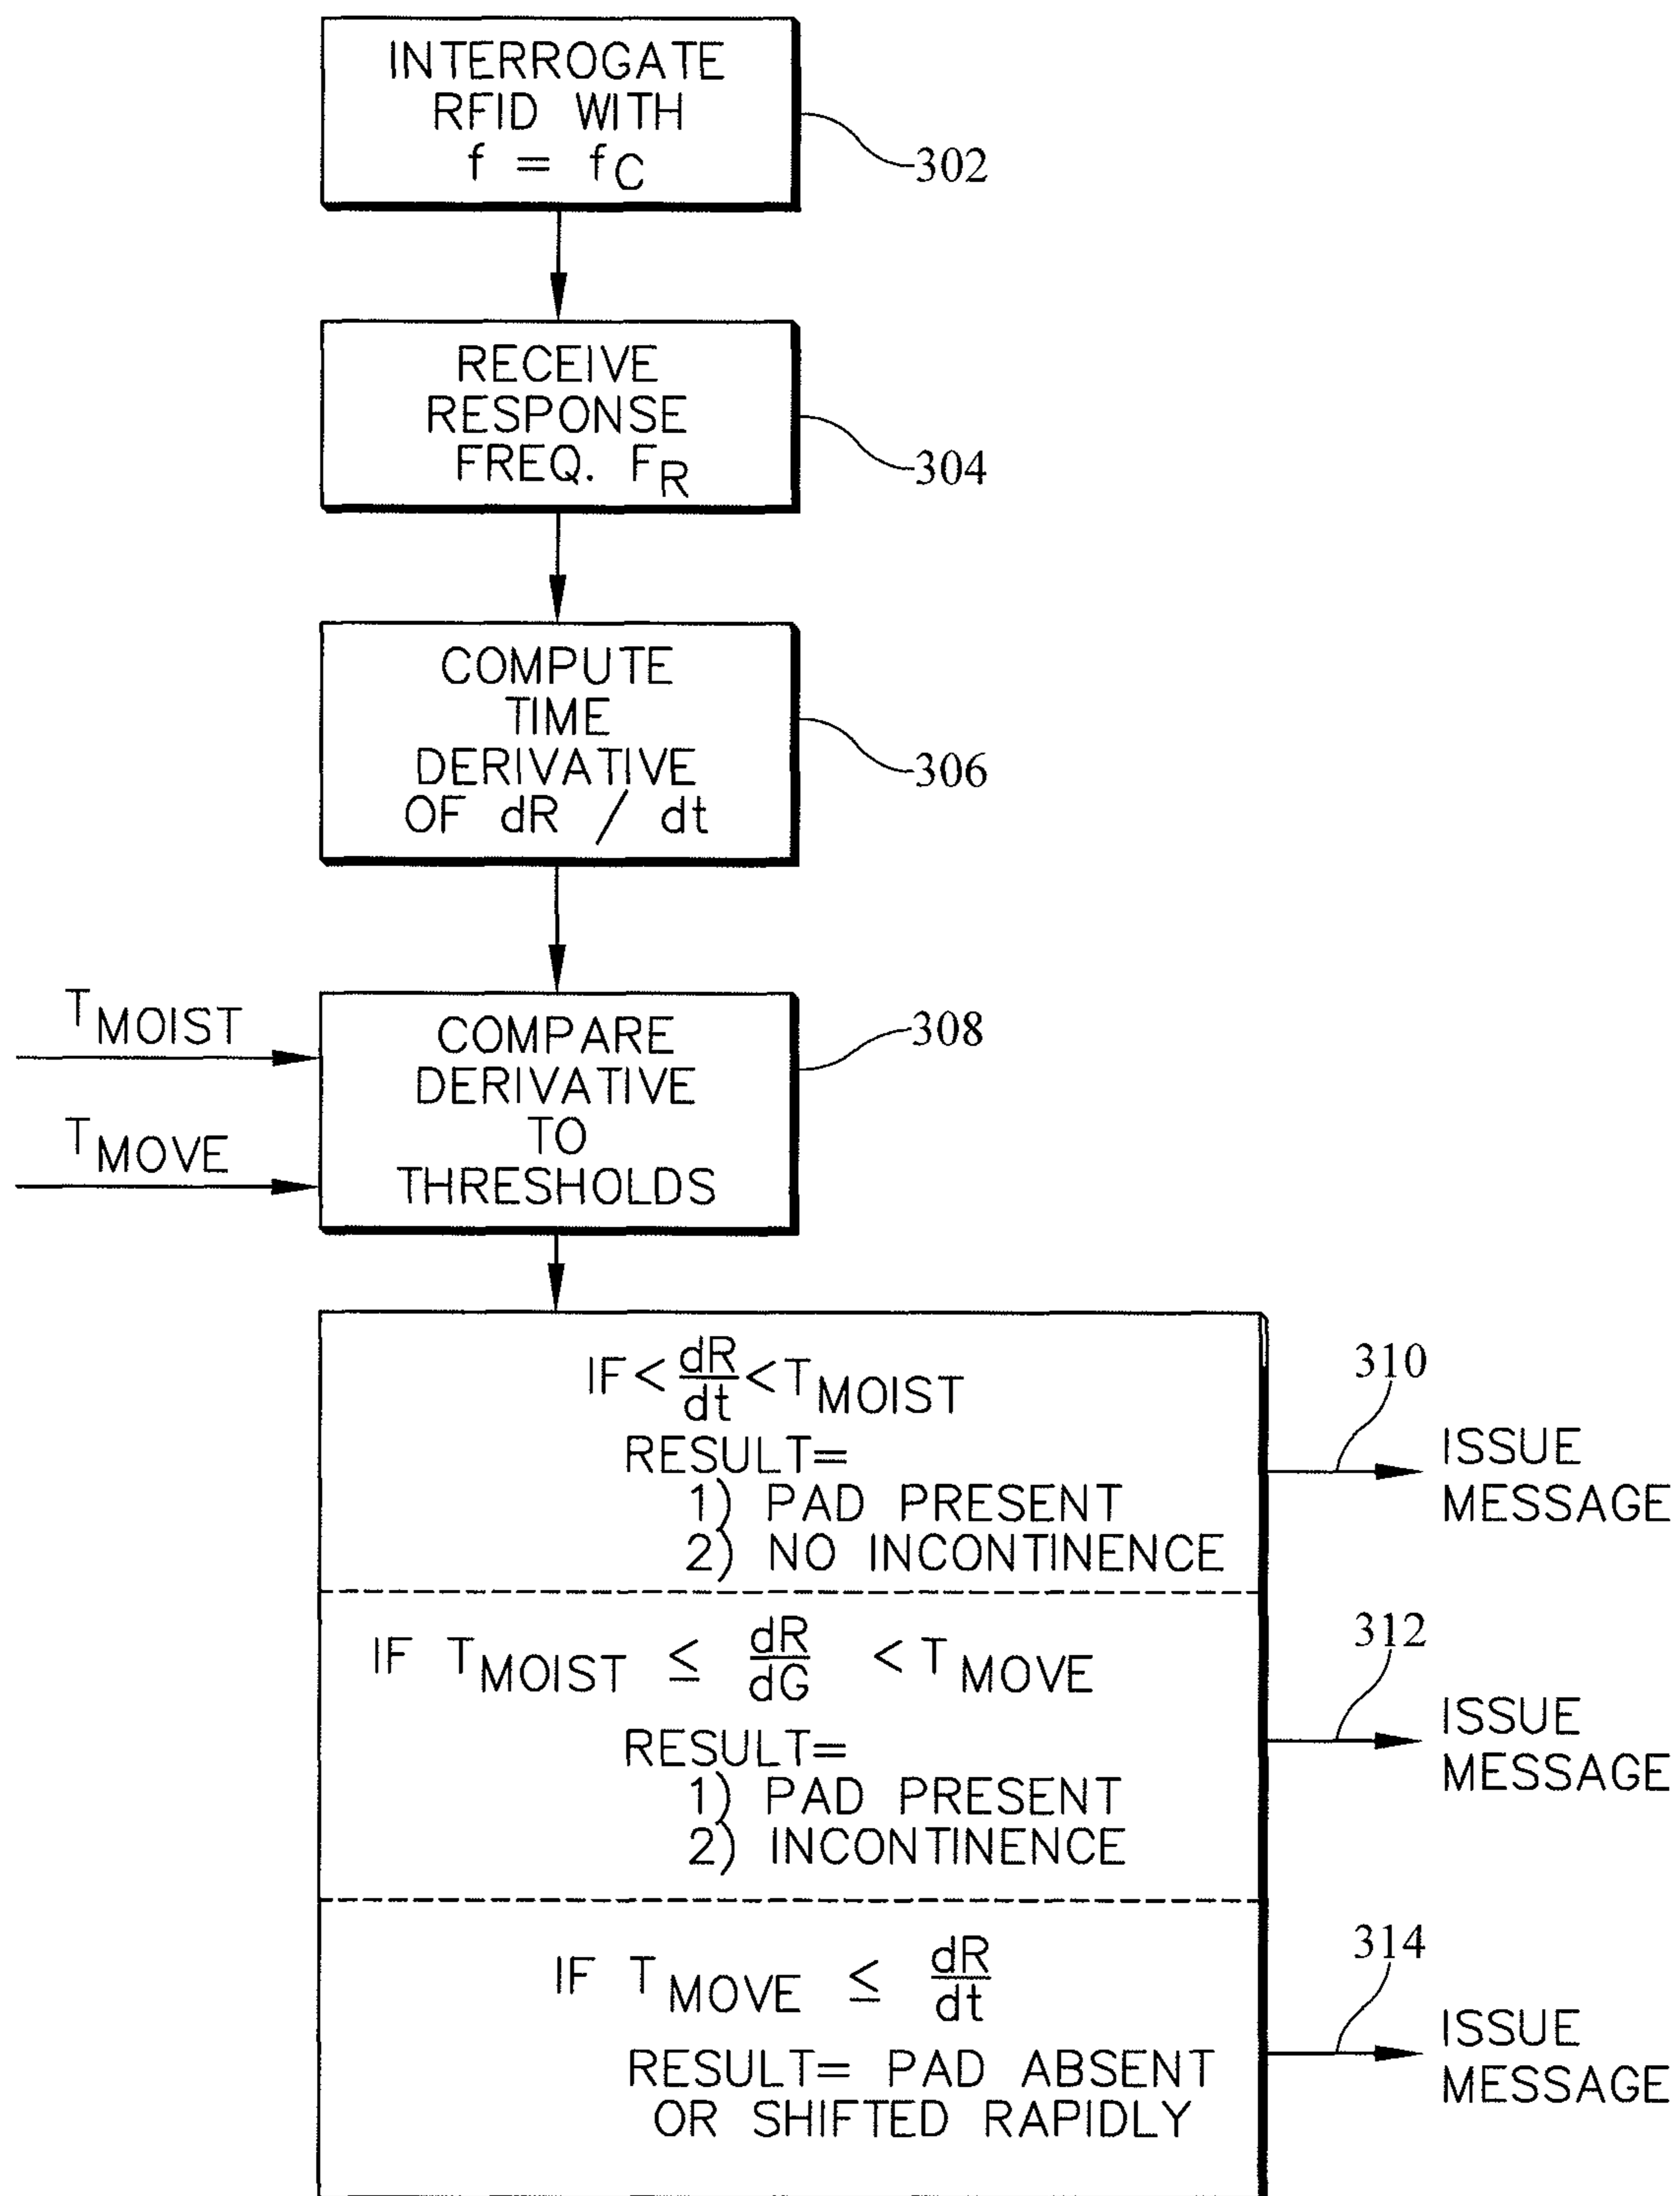 INTERROGATE
RFID WITH
f = fC
302
RECEIVE
RESPONSE
FREQ. FR
304
COMPUTE
TIME
DERIVATIVE
OF dR / dt
306
TMOIST
TMOVE
COMPARE
DERIVATIVE
TO
THRESHOLDS
308
IF < dR/dt < TMOIST
RESULT=
1) PAD PRESENT
2) NO INCONTINENCE
310
ISSUE
MESSAGE
IF TMOIST ≤ dR/dG < TMOVE
RESULT=
1) PAD PRESENT
2) INCONTINENCE
312
ISSUE
MESSAGE
IF TMOVE ≤ dR/dt
RESULT= PAD ABSENT
OR SHIFTED RAPIDLY
314
ISSUE
MESSAGE